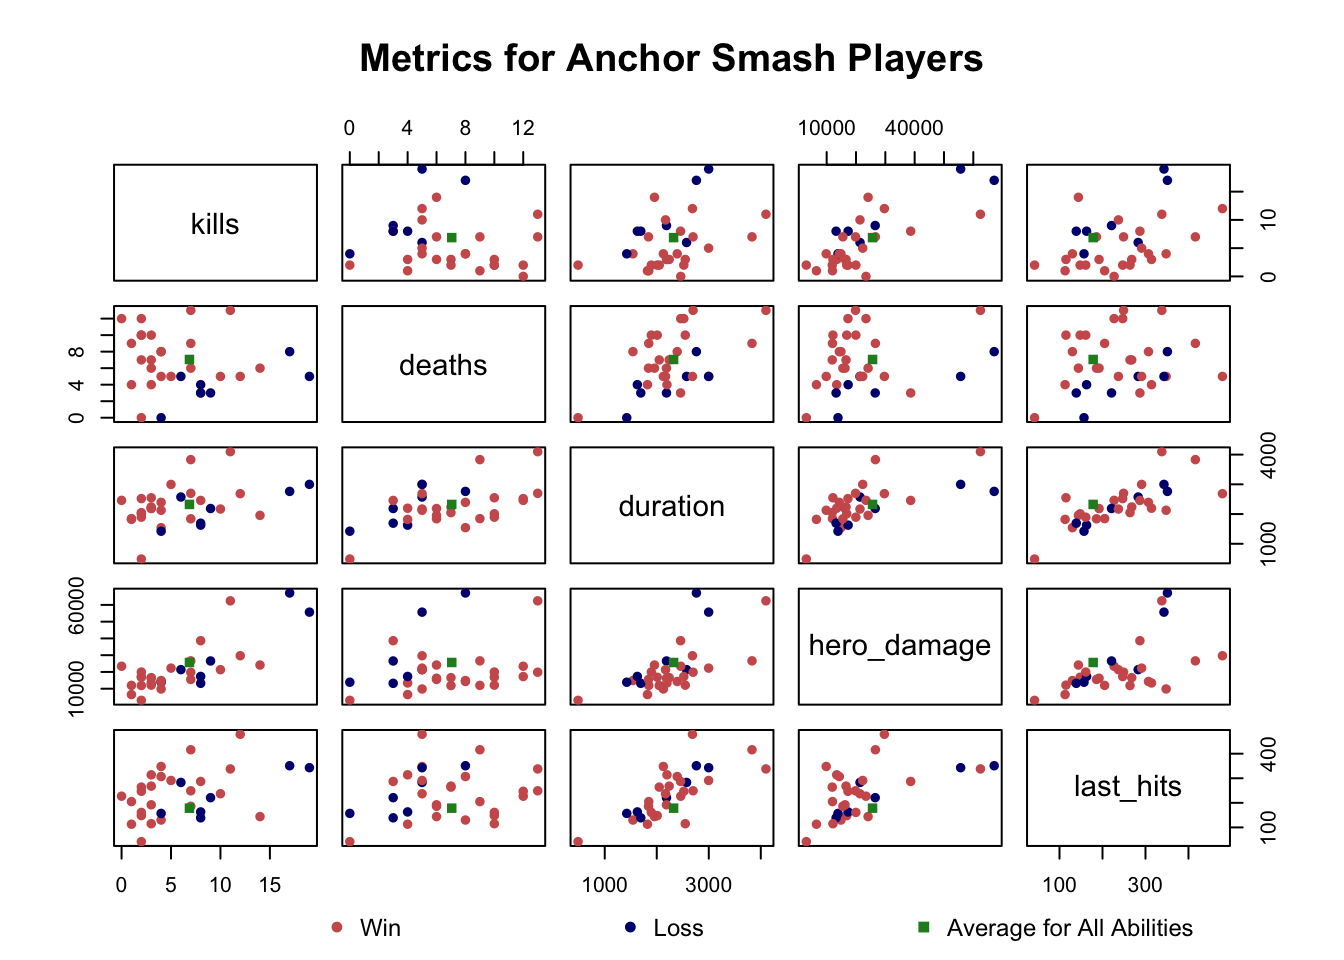 Metrics for Anchor Smash Players
0 4 8 12 10000 40000
kills 0 10
0 4 8 deaths
duration 1000 4000
10000 60000 hero_damage
last_hits 100 400
0 5 10 15 1000 3000 100 300
Win Loss Average for All Abilities